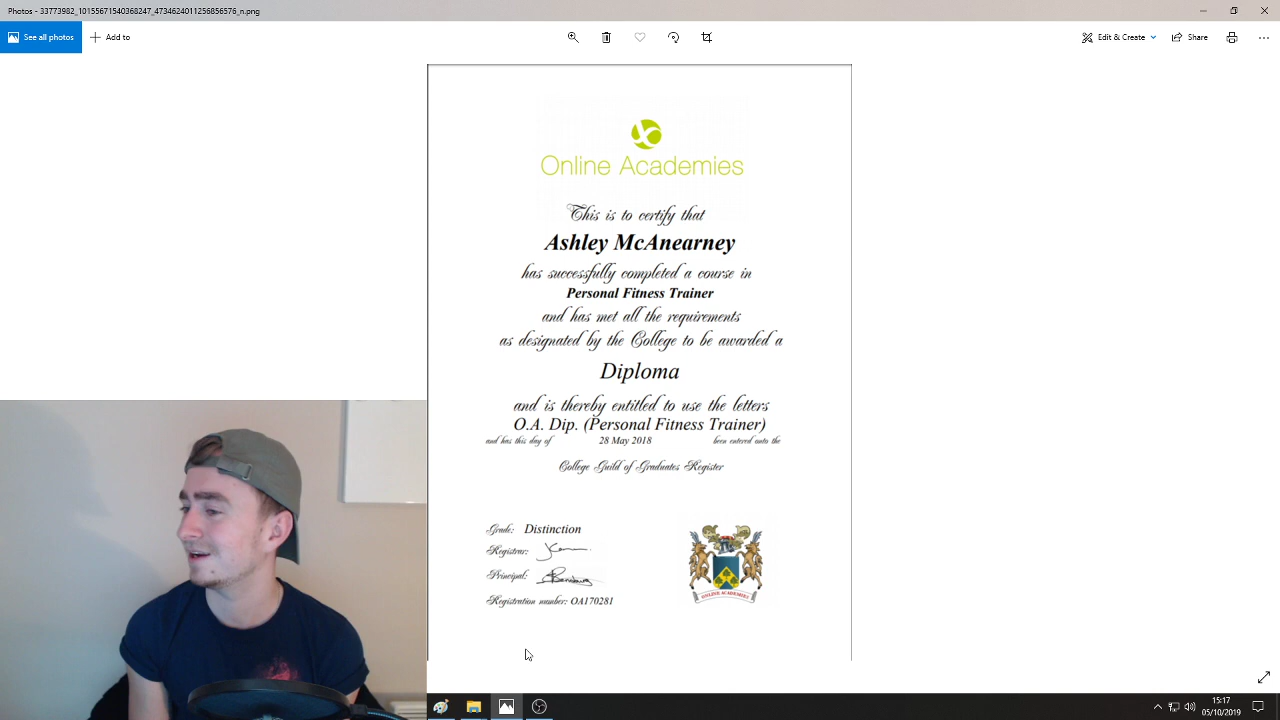 Photos - 33773982_10155671540368247_4734624011256856576_n.png
See all photos
Add to
Edit & Create
Share
Online Academies
This is to certify that
Ashley McAnearney
has successfully completed a course in
Personal Fitness Trainer
and has met all the requirements
as designated by the College to be awarded a
Diploma
and is thereby entitled to use the letters
O.A. Dip. (Personal Fitness Trainer)
and has this day of 28 May 2018 been entered onto the
College Guild of Graduates Register
Grade: Distinction
Registrar:
Principal:
Registration number: OA170281
ONLINE ACADEMIES
15:17
05/10/2019